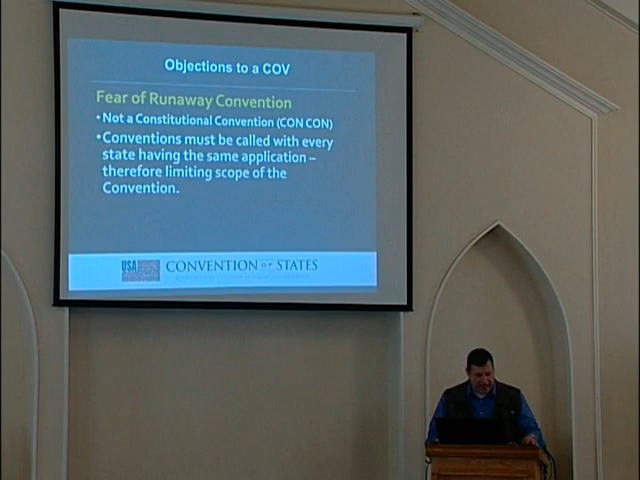 Objections to a COV
Fear of Runaway Convention
• Not a Constitutional Convention (CON CON)
• Conventions must be called with every
state having the same application –
therefore limiting scope of the
Convention.
USA CONVENTION OF STATES